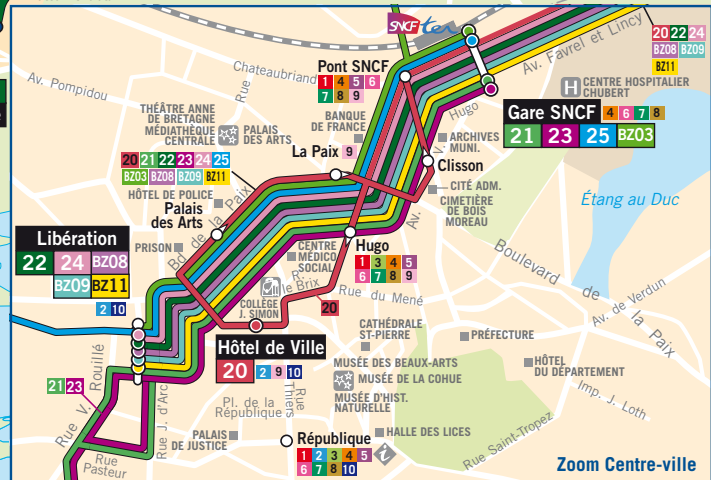 SNCF ter
20 22 24
BZ08 BZ09
BZ11
Av. Favrel et Lincy
Pont SNCF
1 4 5 6
7 8 9
Av. Pompidou
Rue Chateaubriand
H CENTRE HOSPITALIER
CHUBERT
THÉÂTRE ANNE
DE BRETAGNE
MÉDIATHÈQUE
CENTRALE
PALAIS
DES ARTS
BANQUE
DE FRANCE
Av. V. Hugo
Gare SNCF 4 6 7 8
21 23 25 BZ03
ARCHIVES
MUNI.
La Paix 9
Clisson
20 21 22 23 24 25
BZ03 BZ08 BZ09 BZ11
CITÉ ADM.
CIMETIÈRE
DE BOIS
MOREAU
Étang au Duc
HÔTEL DE POLICE
Palais
des Arts
Bd. de la Paix
PRISON
Libération
22 24 BZ08
BZ09 BZ11
2 10
CENTRE
MÉDICO
SOCIAL
Hugo
1 3 4 5
6 7 8 9
R. le Brix
COLLÈGE
J. SIMON
Rue du Mené
20
Boulevard de la Paix
Av. de Verdun
Hôtel de Ville
20 2 9 10
CATHÉDRALE
ST-PIERRE
PRÉFECTURE
MUSÉE DES BEAUX-ARTS
MUSÉE DE LA COHUE
MUSÉE D'HIST.
NATURELLE
HÔTEL
DU DÉPARTEMENT
Imp. J. Loth
21 23
Rue V. Rouillé
Rue J. d'Arc
Pl. de la
République
Rue
Thiers
PALAIS
DE JUSTICE
République
1 2 3 4 5
6 7 8 10
HALLE DES LICES
Rue Saint-Tropez
Rue
Pasteur
Zoom Centre-ville